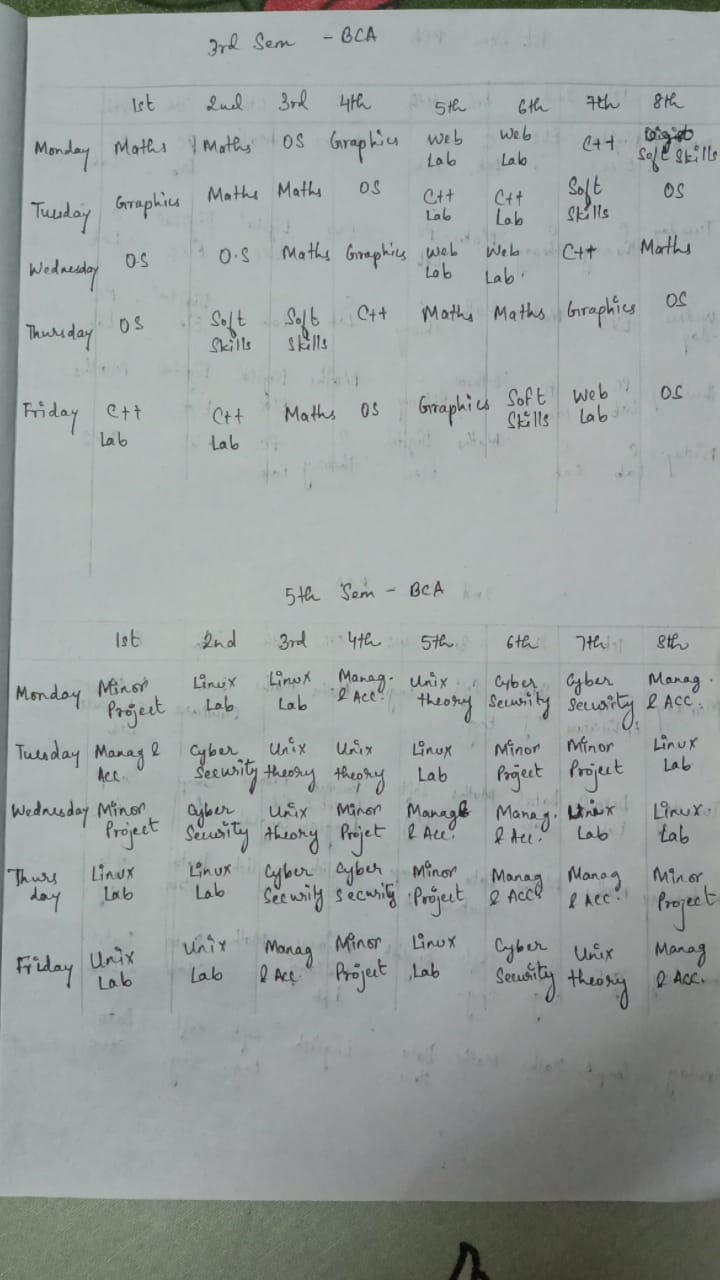 3rd Sem - BCA
1st 2nd 3rd 4th 5th 6th 7th 8th
Monday Maths Maths OS Graphics Web Lab Web Lab C++ Soft Skills
Tuesday Graphics Maths Maths OS C++ Lab C++ Lab Soft Skills OS
Wednesday OS O.S Maths Graphics Web Lab Web Lab C++ Maths
Thursday OS Soft Skills Soft Skills C++ Maths Maths Graphics OS
Friday C++ Lab C++ Lab Maths OS Graphics Soft Skills Web Lab OS
5th Sem - BCA
1st 2nd 3rd 4th 5th 6th 7th 8th
Monday Minor Project Linux Lab Linux Lab Manag. & Acc. Unix theory Cyber Security Cyber Security Manag. & Acc.
Tuesday Manag & Acc. Cyber Security Unix theory Unix theory Linux Lab Minor Project Minor Project Linux Lab
Wednesday Minor Project Cyber Security Unix theory Minor Projet Manag & Acc. Manag. & Acc. Lab Linux. Lab
Thurs day Linux Lab Linux Lab Cyber Security Cyber Security Minor Project Manag & Acc Manag & Acc. Minor Project
Friday Unix Lab Unix Lab Manag & Acc. Minor Project Linux Lab Cyber Security Unix theory Manag & Acc.